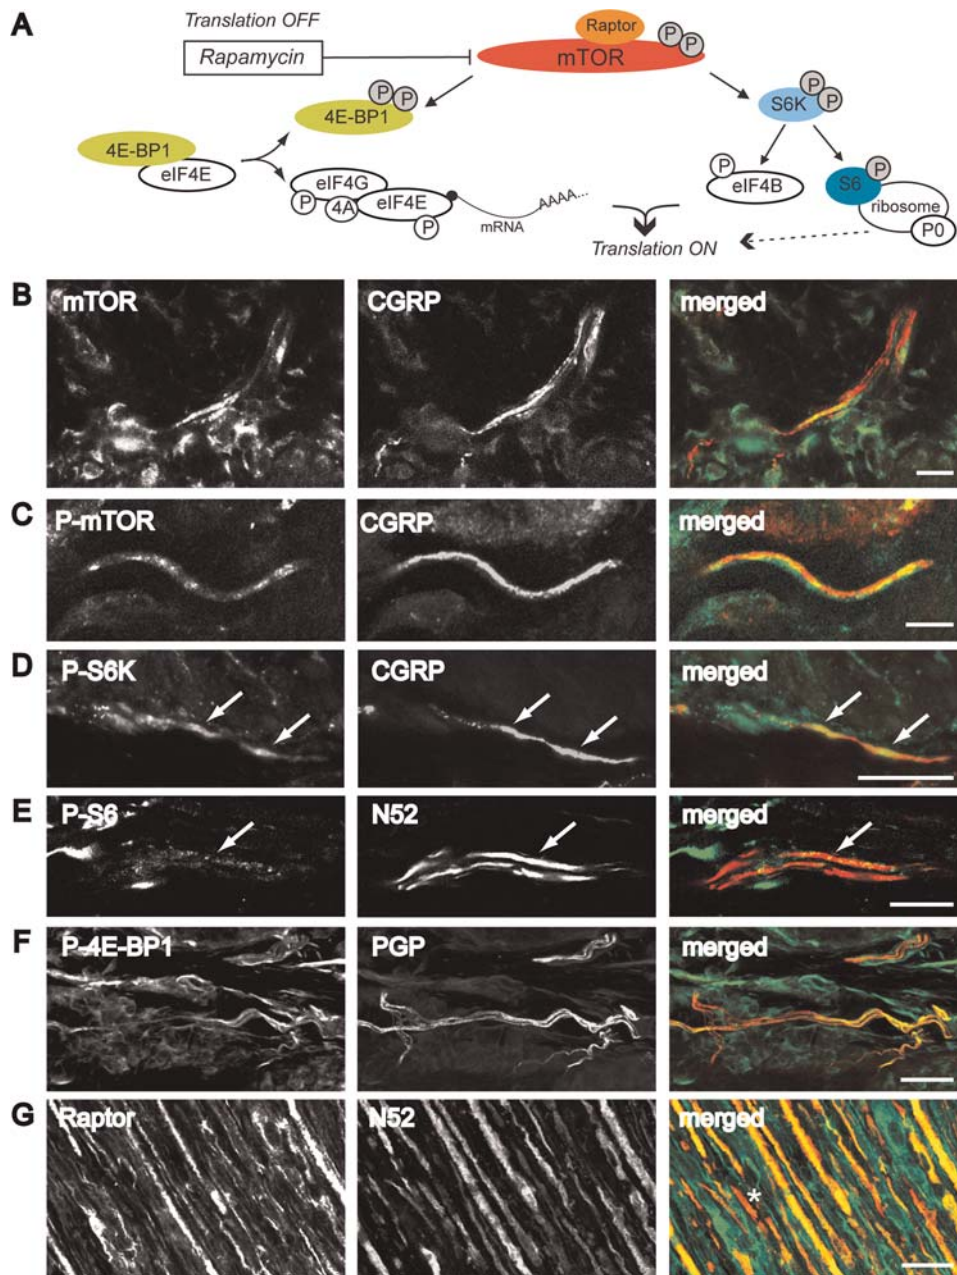 A
Translation OFF
Rapamycin
Raptor
mTOR
P P
P P
4E-BP1
S6K
P P
4E-BP1
eIF4E
eIF4G
P 4A eIF4E
P
mRNA
AAAA...
P
eIF4B
P
S6
ribosome
P0
Translation ON
B mTOR CGRP merged
C P-mTOR CGRP merged
D P-S6K CGRP merged
E P-S6 N52 merged
F P-4E-BP1 PGP merged
G Raptor N52 merged
*